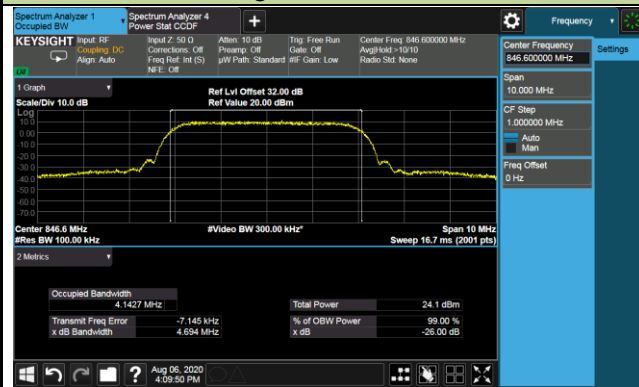 Spectrum Analyzer 1
Occupied BW
Spectrum Analyzer 4
Power Stat CCDF
Frequency
KEYSIGHT
Input: RF
Coupling: DC
Align: Auto
Input Z: 50 Ω
Corrections: Off
Freq Ref: Int (S)
NFE: Off
Atten: 10 dB
Preamp: Off
µW Path: Standard
Trig: Free Run
Gate: Off
#IF Gain: Low
Center Freq: 846.600000 MHz
Avg|Hold:>10/10
Radio Std: None
Center Frequency
846.600000 MHz
Settings
Span
10.000 MHz
CF Step
1.000000 MHz
Auto
Man
Freq Offset
0 Hz
1 Graph
Scale/Div 10.0 dB
Ref Lvl Offset 32.00 dB
Ref Value 20.00 dBm
Log
10.0
0.00
-10.0
-20.0
-30.0
-40.0
-50.0
-60.0
-70.0
Center 846.6 MHz
#Res BW 100.00 kHz
#Video BW 300.00 kHz*
Span 10 MHz
Sweep 16.7 ms (2001 pts)
2 Metrics
Occupied Bandwidth
4.1427 MHz
Total Power 24.1 dBm
Transmit Freq Error -7.145 kHz
% of OBW Power 99.00 %
x dB Bandwidth 4.694 MHz
x dB -26.00 dB
Aug 06, 2020
4:09:50 PM